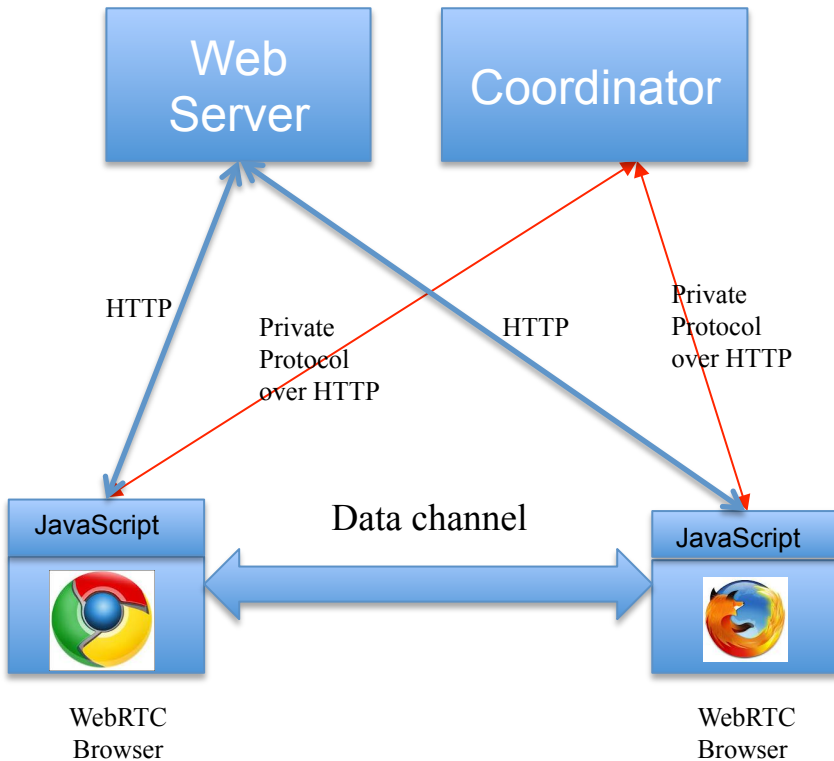 Web
Server
Coordinator
HTTP
Private
Protocol
over HTTP
HTTP
Private
Protocol
over HTTP
JavaScript
Data channel
JavaScript
WebRTC
Browser
WebRTC
Browser